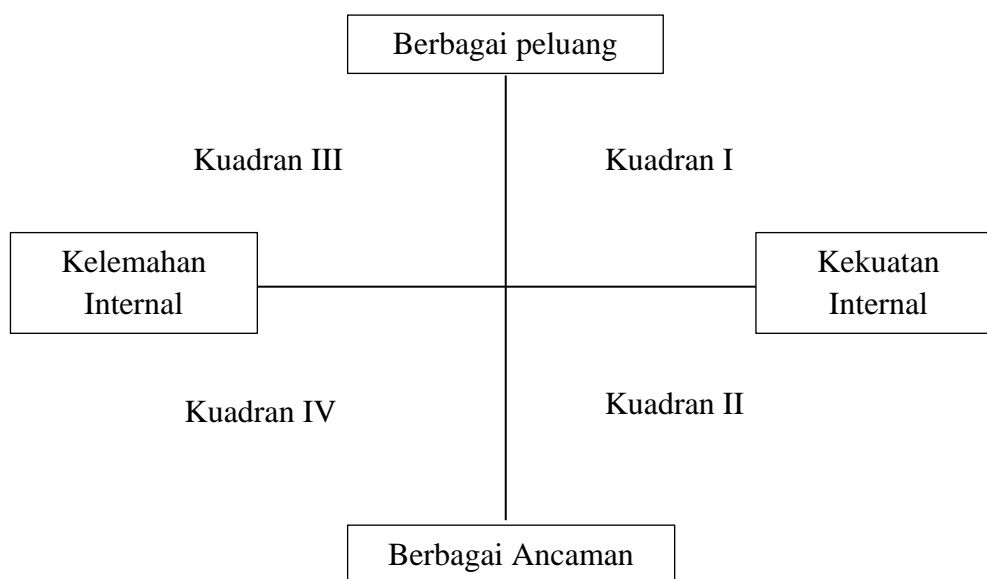 Berbagai peluang
Kuadran III
Kuadran I
Kelemahan
Internal
Kekuatan
Internal
Kuadran IV
Kuadran II
Berbagai Ancaman